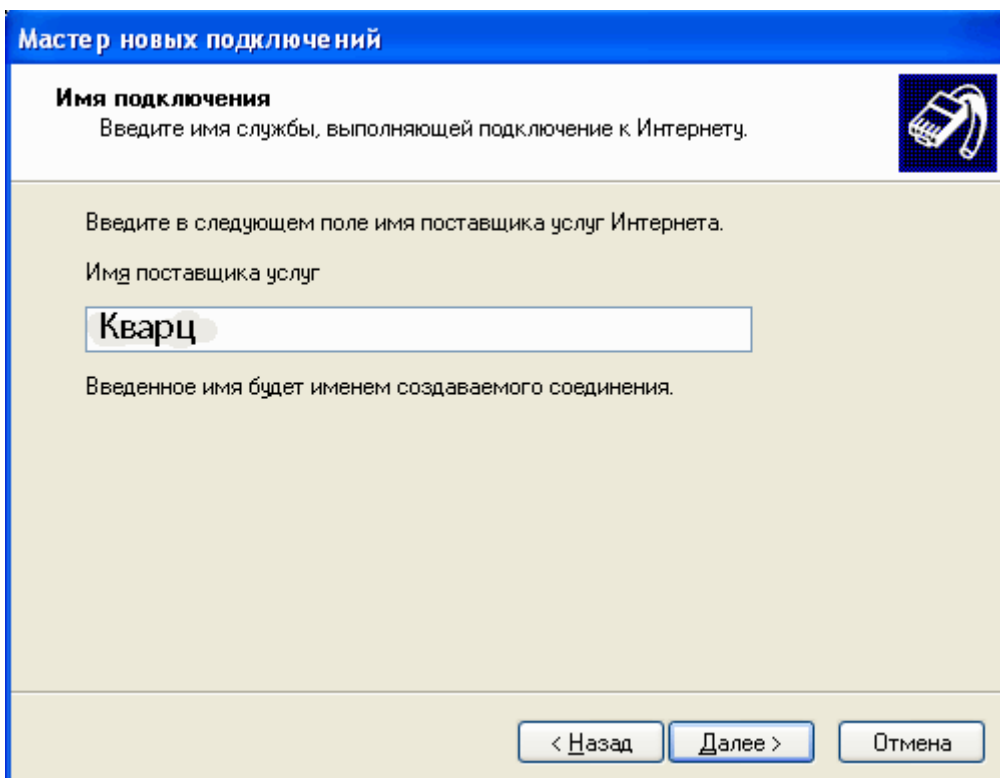 Мастер новых подключений
Имя подключения
Введите имя службы, выполняющей подключение к Интернету.
Введите в следующем поле имя поставщика услуг Интернета.
Имя поставщика услуг
Кварц
Введенное имя будет именем создаваемого соединения.
< Назад Далее > Отмена